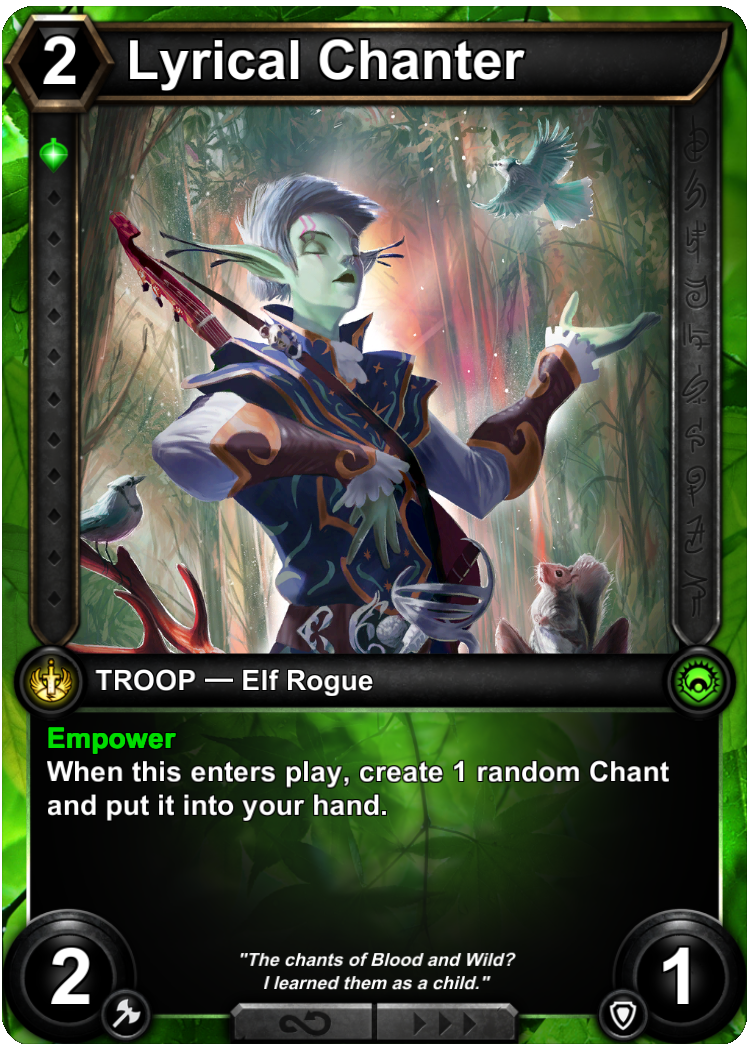 2 Lyrical Chanter
TROOP — Elf Rogue
Empower
When this enters play, create 1 random Chant
and put it into your hand.
"The chants of Blood and Wild?
I learned them as a child."
2
1